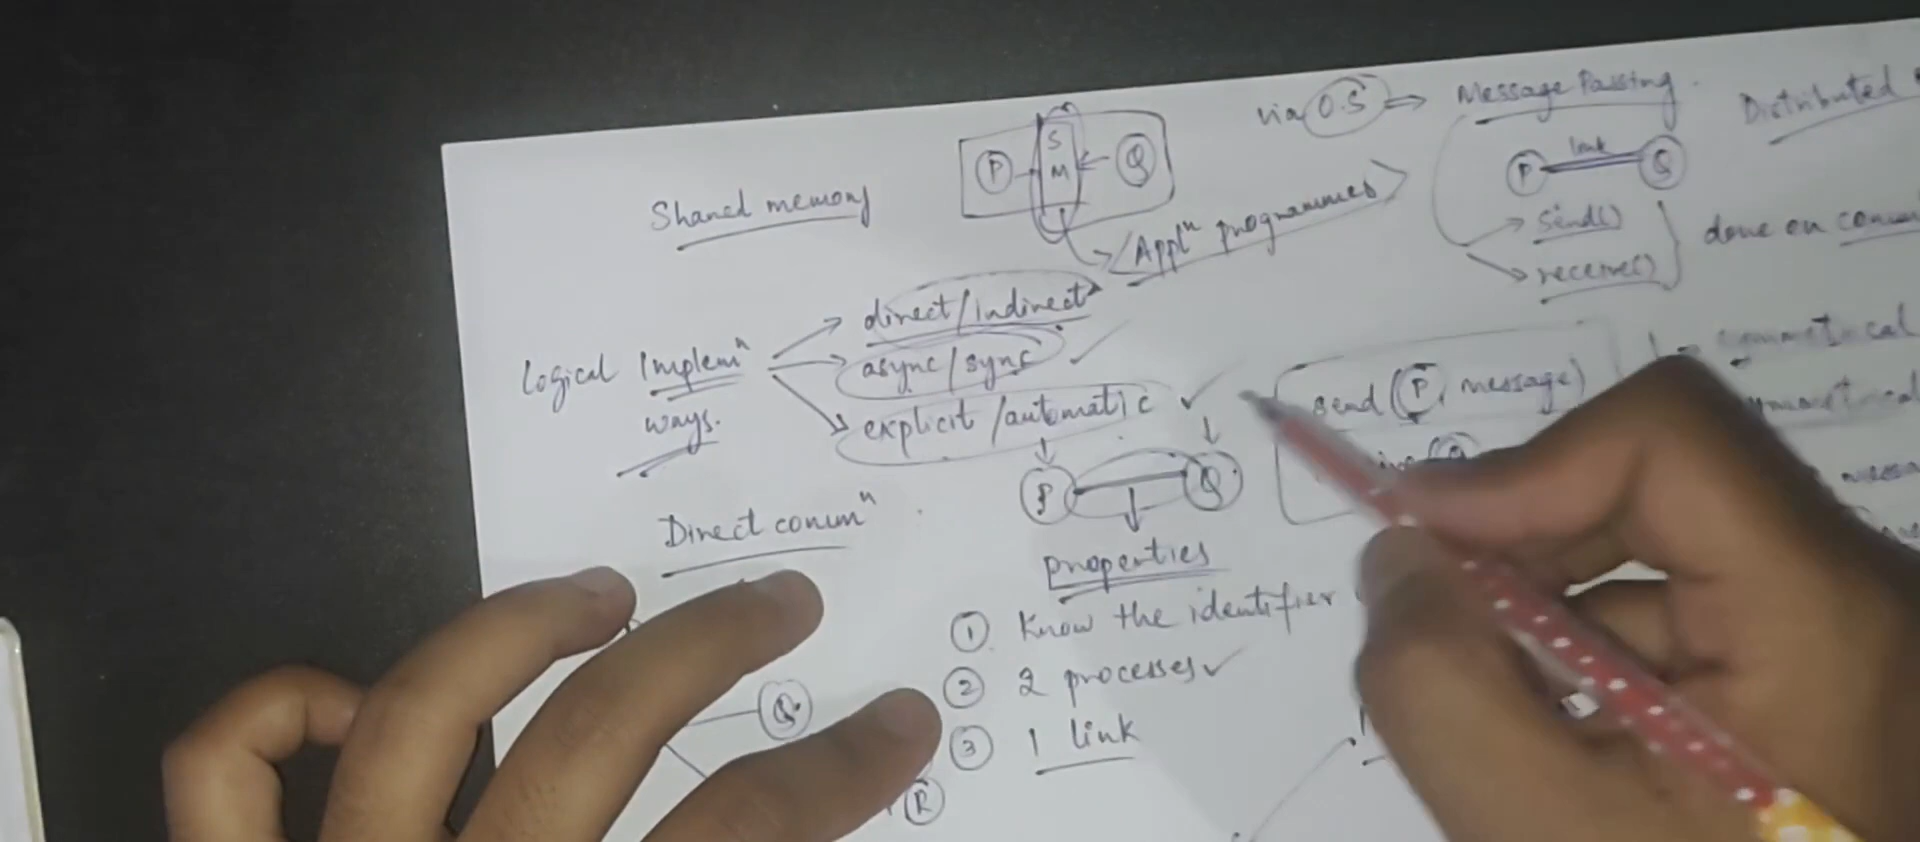 via O.S ⇒ Message Passing.
Distributed
P S M Q
link
P Q
Shared memory
Appl^n programmes
send()
receive()
done on
Logical Implem^n ways.
direct/indirect
async/sync
explicit/automatic
send (P, message)
P Q
Direct comm^n
Properties
① Know the identifier
② 2 processes ✓
③ 1 link
Q
R